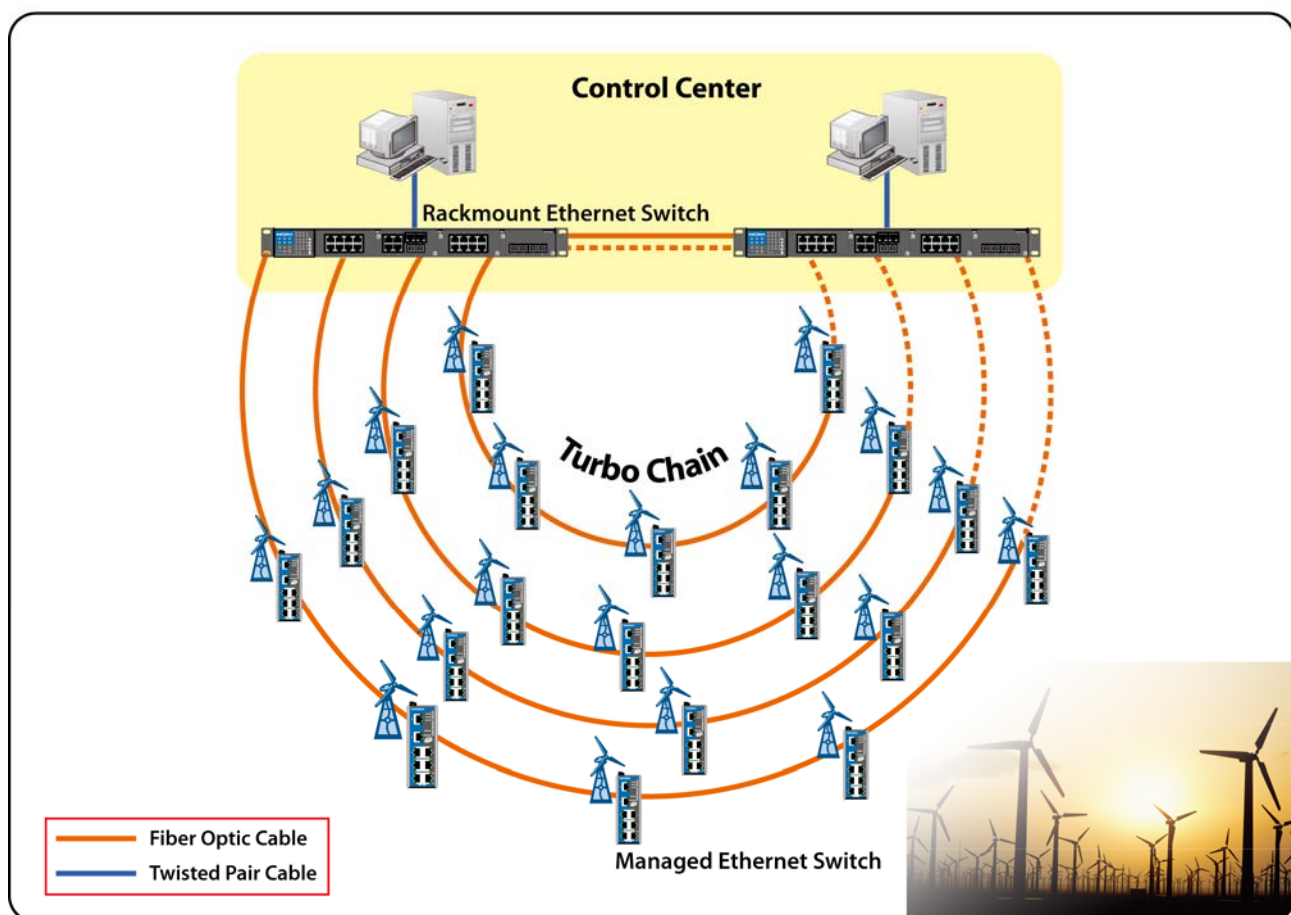 Control Center
Rackmount Ethernet Switch
Turbo Chain
Managed Ethernet Switch
Fiber Optic Cable
Twisted Pair Cable